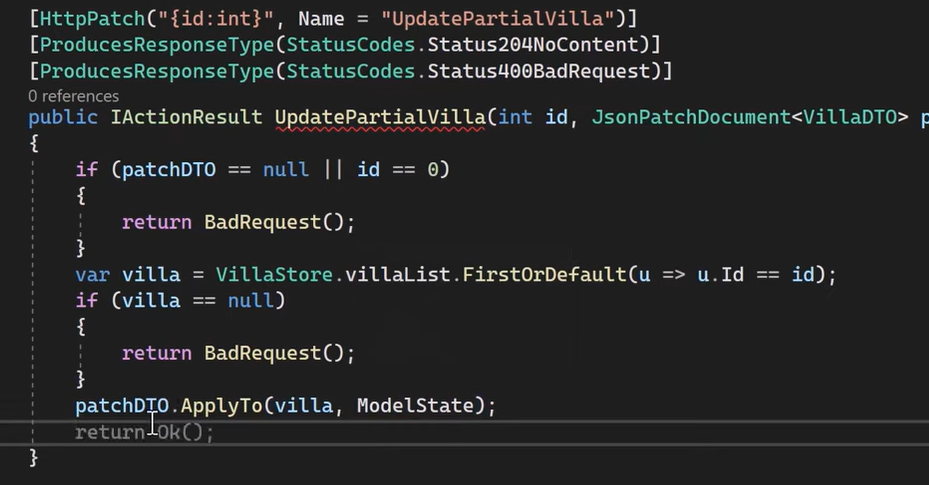 [HttpPatch("{id:int}", Name = "UpdatePartialVilla")]
[ProducesResponseType(StatusCodes.Status204NoContent)]
[ProducesResponseType(StatusCodes.Status400BadRequest)]
0 references
public IActionResult UpdatePartialVilla(int id, JsonPatchDocument<VillaDTO> p
{
if (patchDTO == null || id == 0)
{
return BadRequest();
}
var villa = VillaStore.villaList.FirstOrDefault(u => u.Id == id);
if (villa == null)
{
return BadRequest();
}
patchDTO.ApplyTo(villa, ModelState);
return Ok();
}